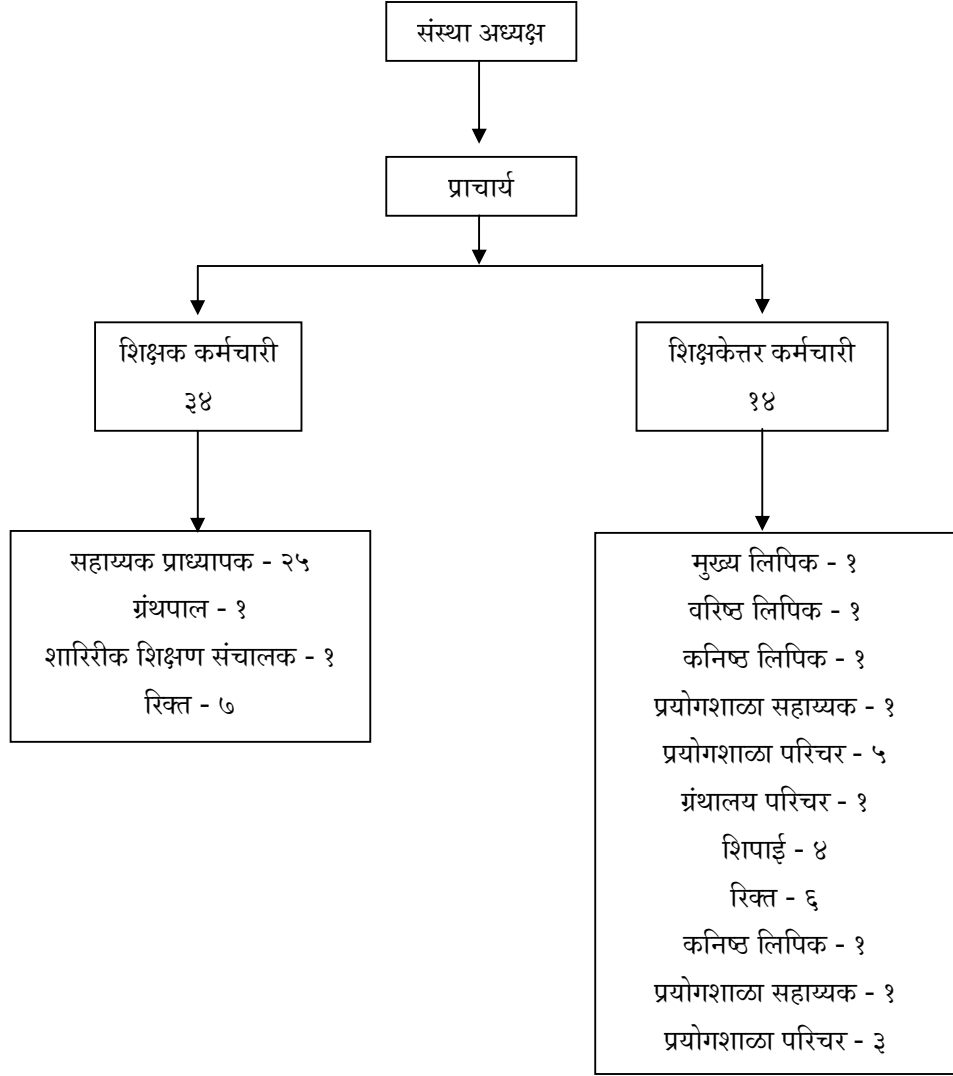 संस्था अध्यक्ष
प्राचार्य
शिक्षक कर्मचारी
३४
सहाय्यक प्राध्यापक - २५
ग्रंथपाल - १
शारिरीक शिक्षण संचालक - १
रिक्त - ७
शिक्षकेत्तर कर्मचारी
१४
मुख्य लिपिक - १
वरिष्ठ लिपिक - १
कनिष्ठ लिपिक - १
प्रयोगशाळा सहाय्यक - १
प्रयोगशाळा परिचर - ५
ग्रंथालय परिचर - १
शिपाई - ४
रिक्त - ६
कनिष्ठ लिपिक - १
प्रयोगशाळा सहाय्यक - १
प्रयोगशाळा परिचर - ३